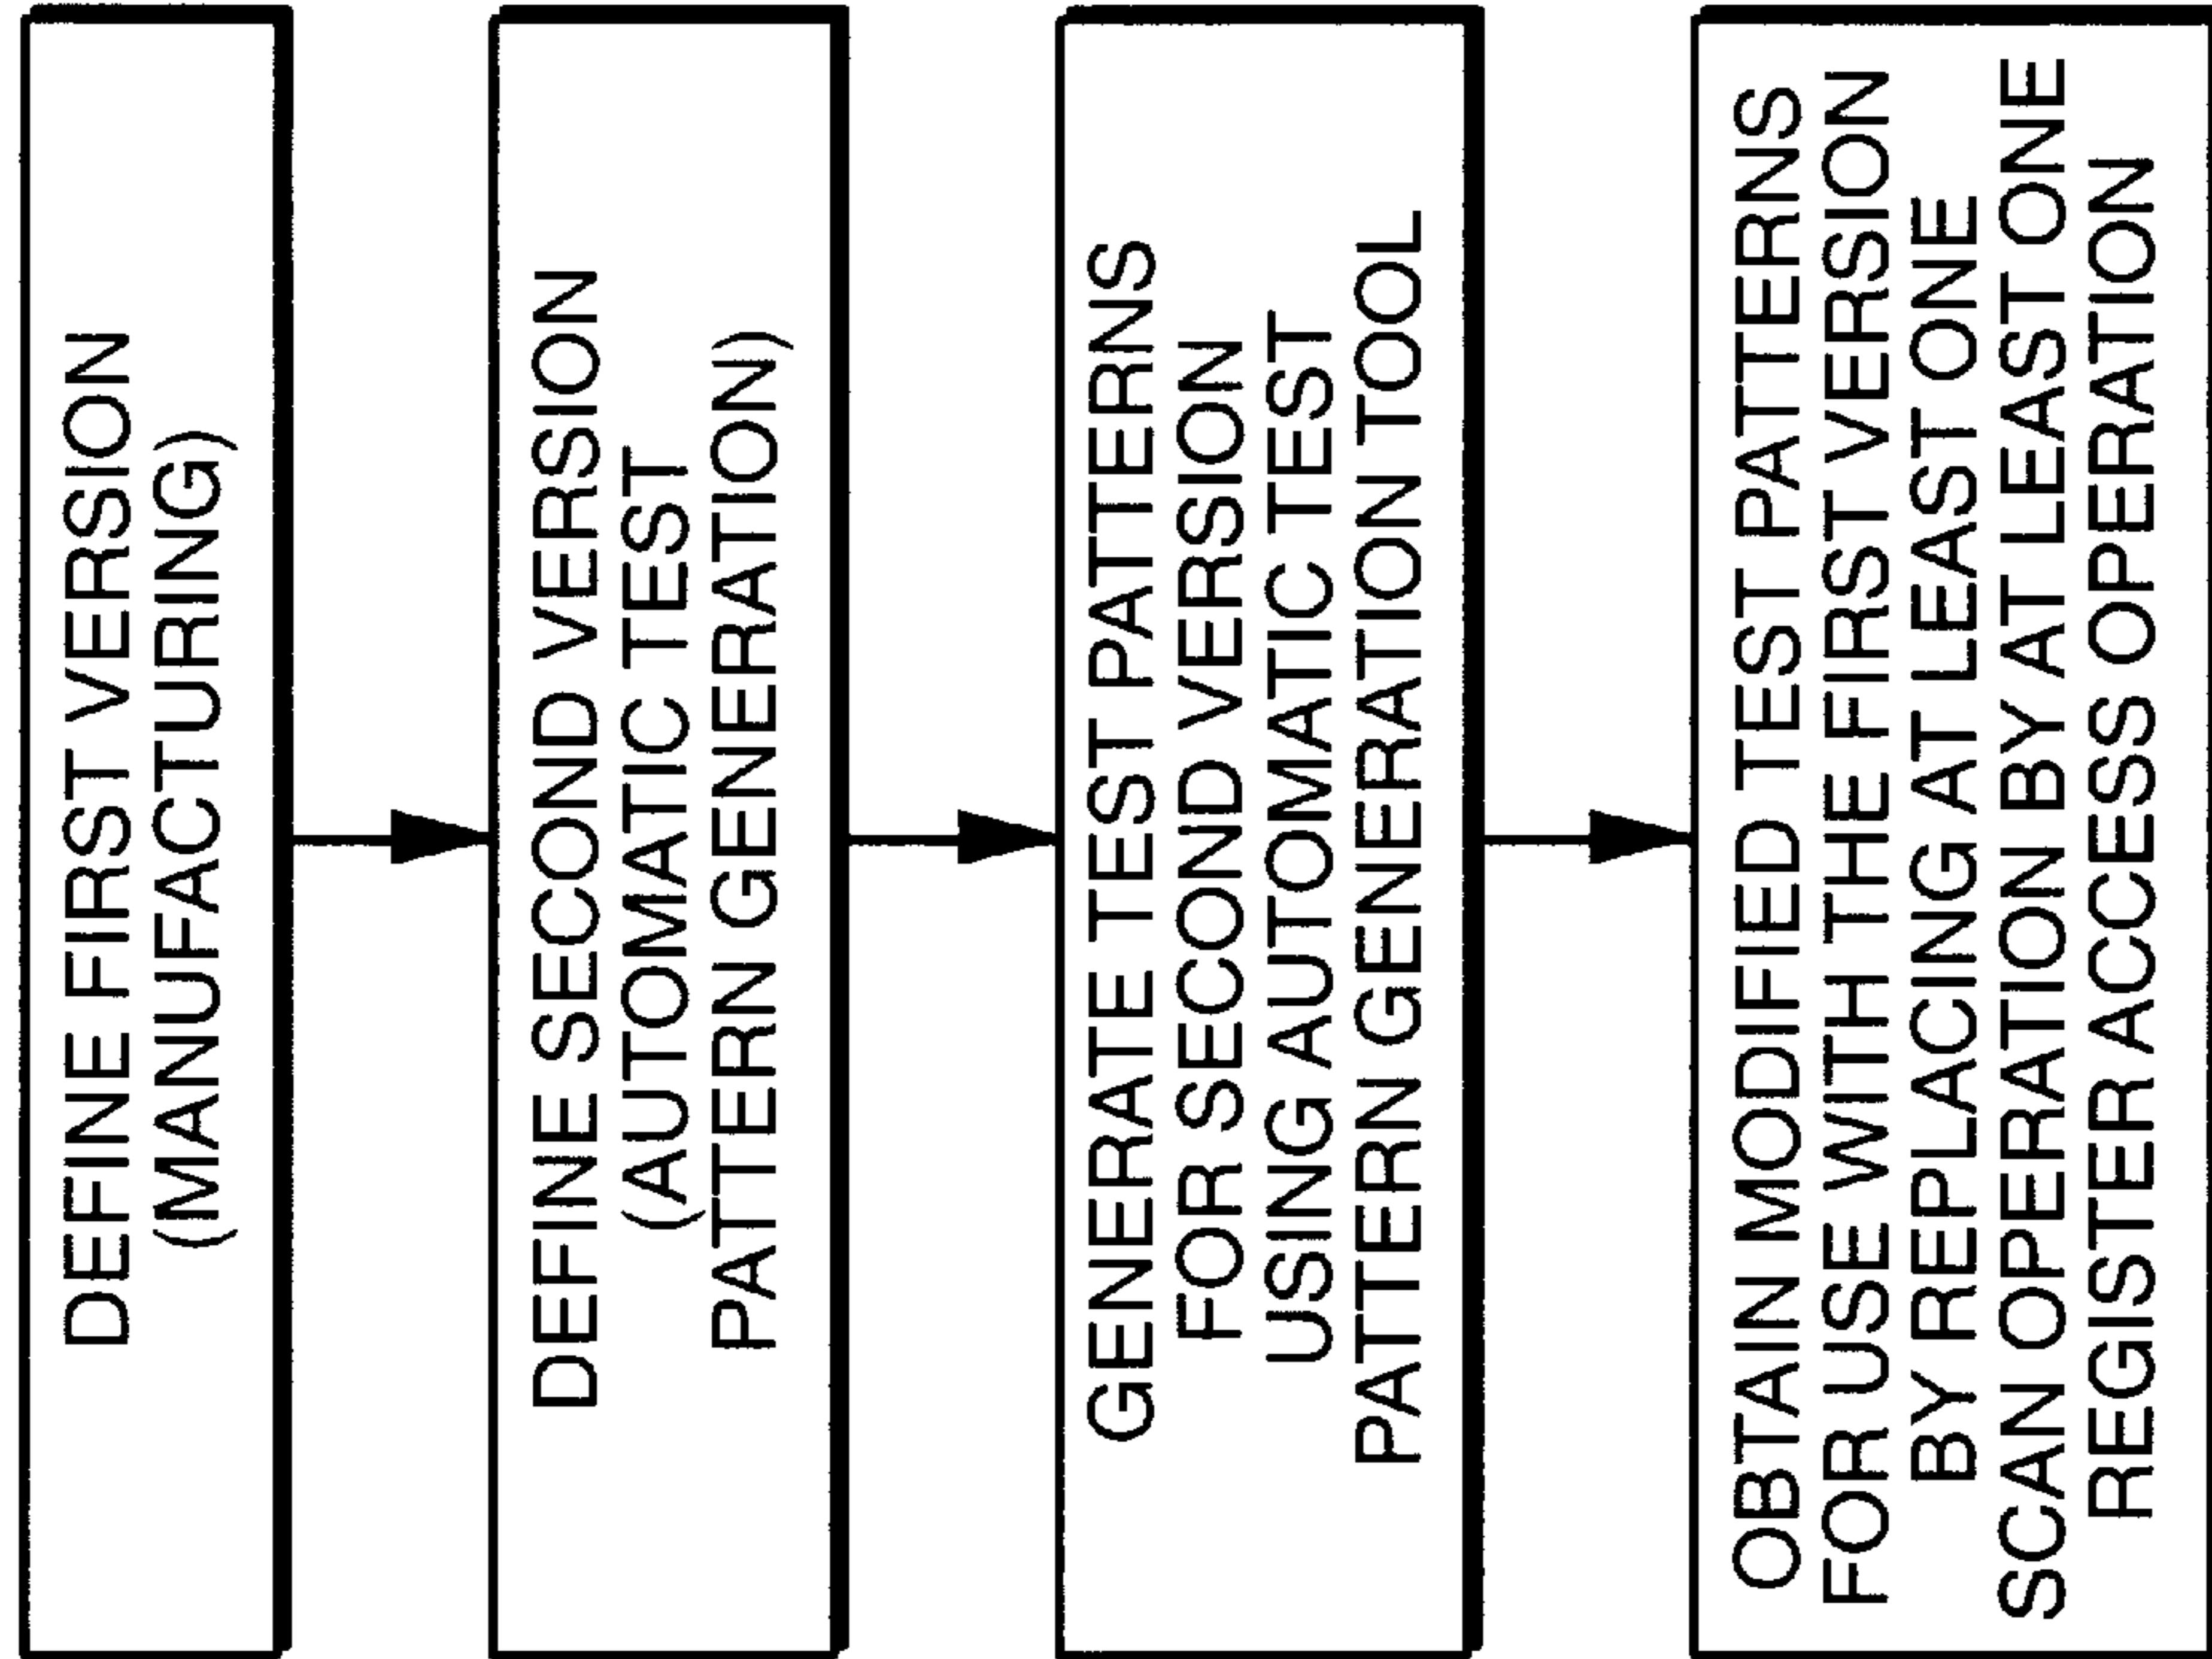 DEFINE FIRST VERSION
(MANUFACTURING)
DEFINE SECOND VERSION
(AUTOMATIC TEST
PATTERN GENERATION)
GENERATE TEST PATTERNS
FOR SECOND VERSION
USING AUTOMATIC TEST
PATTERN GENERATION TOOL
OBTAIN MODIFIED TEST PATTERNS
FOR USE WITH THE FIRST VERSION
BY REPLACING AT LEAST ONE
SCAN OPERATION BY AT LEAST ONE
REGISTER ACCESS OPERATION